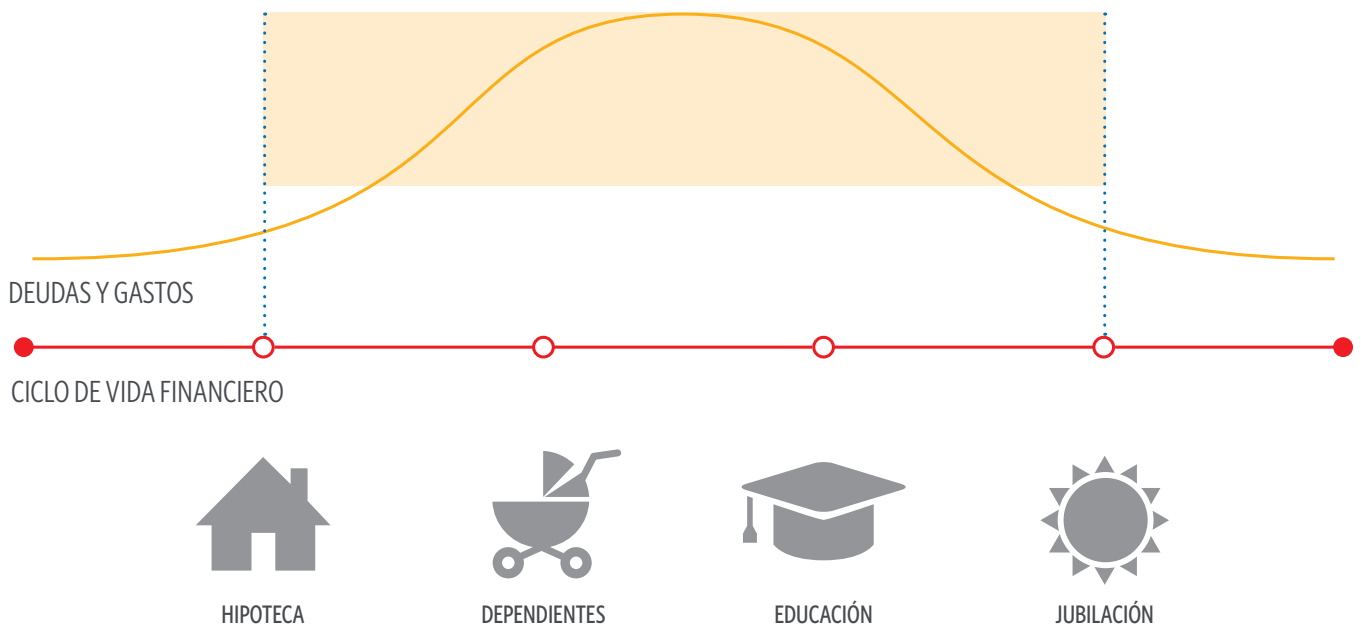 DEUDAS Y GASTOS
CICLO DE VIDA FINANCIERO
HIPOTECA
DEPENDIENTES
EDUCACIÓN
JUBILACIÓN